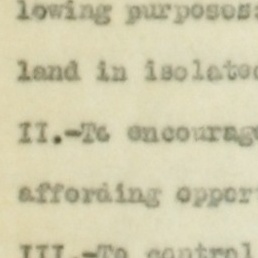 lowing purposes:
land in isolated
II.-To encourage
affording oppor
III.-To control